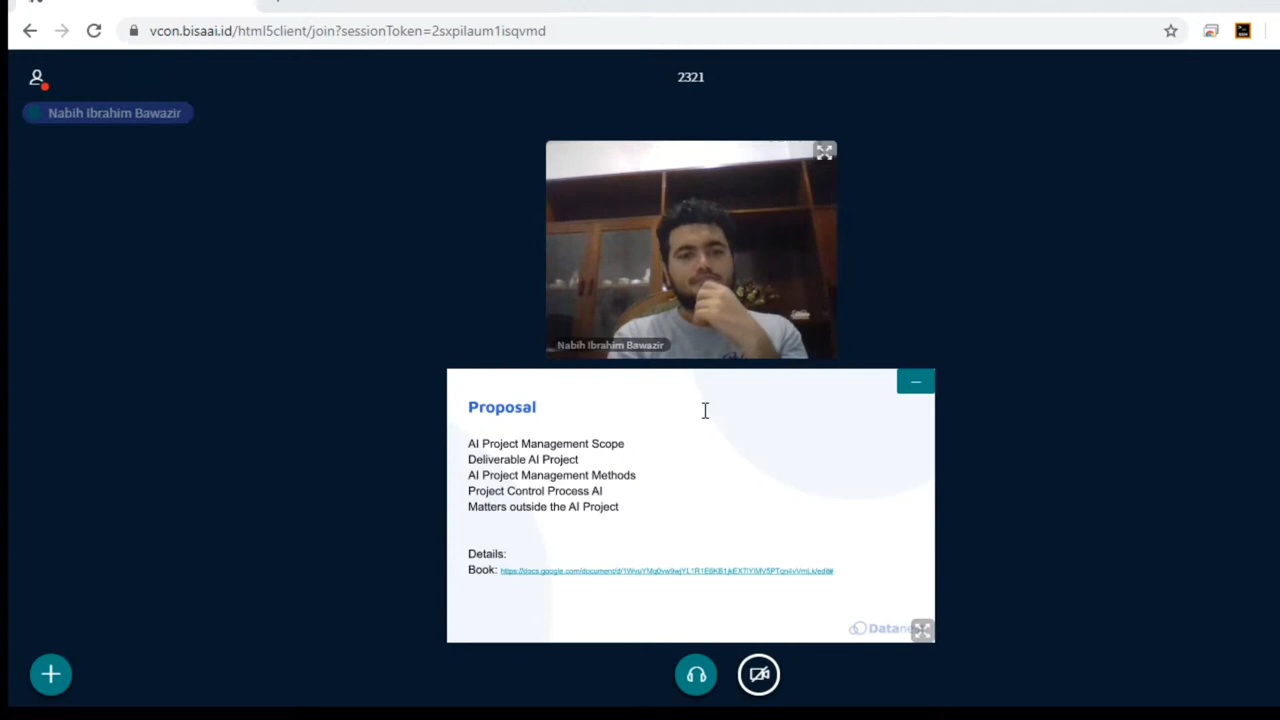 vcon.bisaai.id/html5client/join?sessionToken=2sxpilaum1isqvmd
2321
Nabih Ibrahim Bawazir
Nabih Ibrahim Bawazir
Proposal
AI Project Management Scope
Deliverable AI Project
AI Project Management Methods
Project Control Process AI
Matters outside the AI Project
Details:
Book: